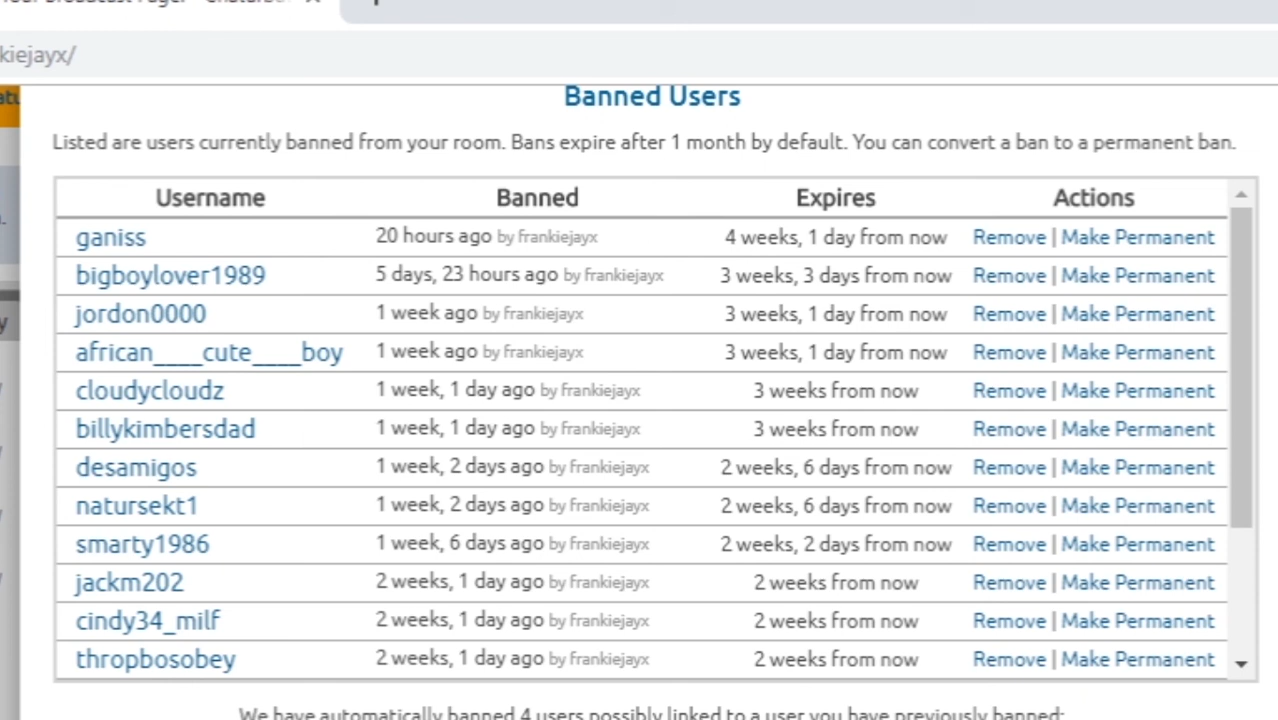 kiejayx/
Banned Users
Listed are users currently banned from your room. Bans expire after 1 month by default. You can convert a ban to a permanent ban.
Username Banned Expires Actions
ganiss 20 hours ago by frankiejayx 4 weeks, 1 day from now Remove | Make Permanent
bigboylover1989 5 days, 23 hours ago by frankiejayx 3 weeks, 3 days from now Remove | Make Permanent
jordon0000 1 week ago by frankiejayx 3 weeks, 1 day from now Remove | Make Permanent
african____cute____boy 1 week ago by frankiejayx 3 weeks, 1 day from now Remove | Make Permanent
cloudycloudz 1 week, 1 day ago by frankiejayx 3 weeks from now Remove | Make Permanent
billykimbersdad 1 week, 1 day ago by frankiejayx 3 weeks from now Remove | Make Permanent
desamigos 1 week, 2 days ago by frankiejayx 2 weeks, 6 days from now Remove | Make Permanent
natursekt1 1 week, 2 days ago by frankiejayx 2 weeks, 6 days from now Remove | Make Permanent
smarty1986 1 week, 6 days ago by frankiejayx 2 weeks, 2 days from now Remove | Make Permanent
jackm202 2 weeks, 1 day ago by frankiejayx 2 weeks from now Remove | Make Permanent
cindy34_milf 2 weeks, 1 day ago by frankiejayx 2 weeks from now Remove | Make Permanent
thropbosobey 2 weeks, 1 day ago by frankiejayx 2 weeks from now Remove | Make Permanent
We have automatically banned 4 users possibly linked to a user you have previously banned: